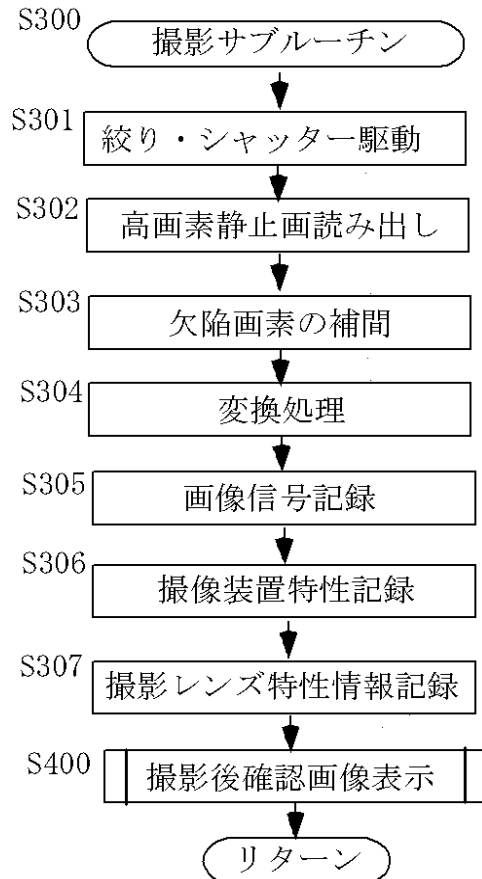 S300
撮影サブルーチン
S301
絞り・シャッター駆動
S302
高画素静止画読み出し
S303
欠陥画素の補間
S304
変換処理
S305
画像信号記録
S306
撮像装置特性記録
S307
撮影レンズ特性情報記録
S400
撮影後確認画像表示
リターン